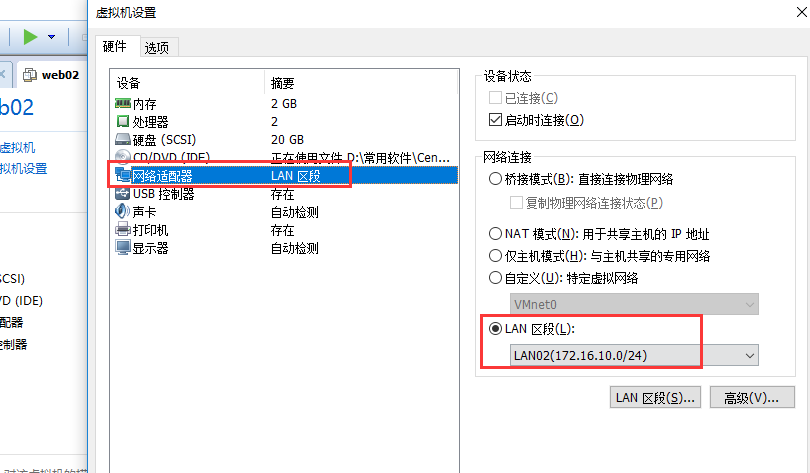 虚拟机设置
硬件 选项
web02
b02
虚拟机
拟机设置
SCSI)
D (IDE)
配器
控制器
设备 摘要
内存 2 GB
处理器 2
硬盘 (SCSI) 20 GB
CD/DVD (IDE) 正在使用文件 D:\常用软件\Cen...
网络适配器 LAN 区段
USB 控制器 存在
声卡 自动检测
打印机 存在
显示器 自动检测
设备状态
已连接(C)
启动时连接(O)
网络连接
桥接模式(B): 直接连接物理网络
复制物理网络连接状态(P)
NAT 模式(N): 用于共享主机的 IP 地址
仅主机模式(H): 与主机共享的专用网络
自定义(U): 特定虚拟网络
VMnet0
LAN 区段(L):
LAN02(172.16.10.0/24)
LAN 区段(S)... 高级(V)...